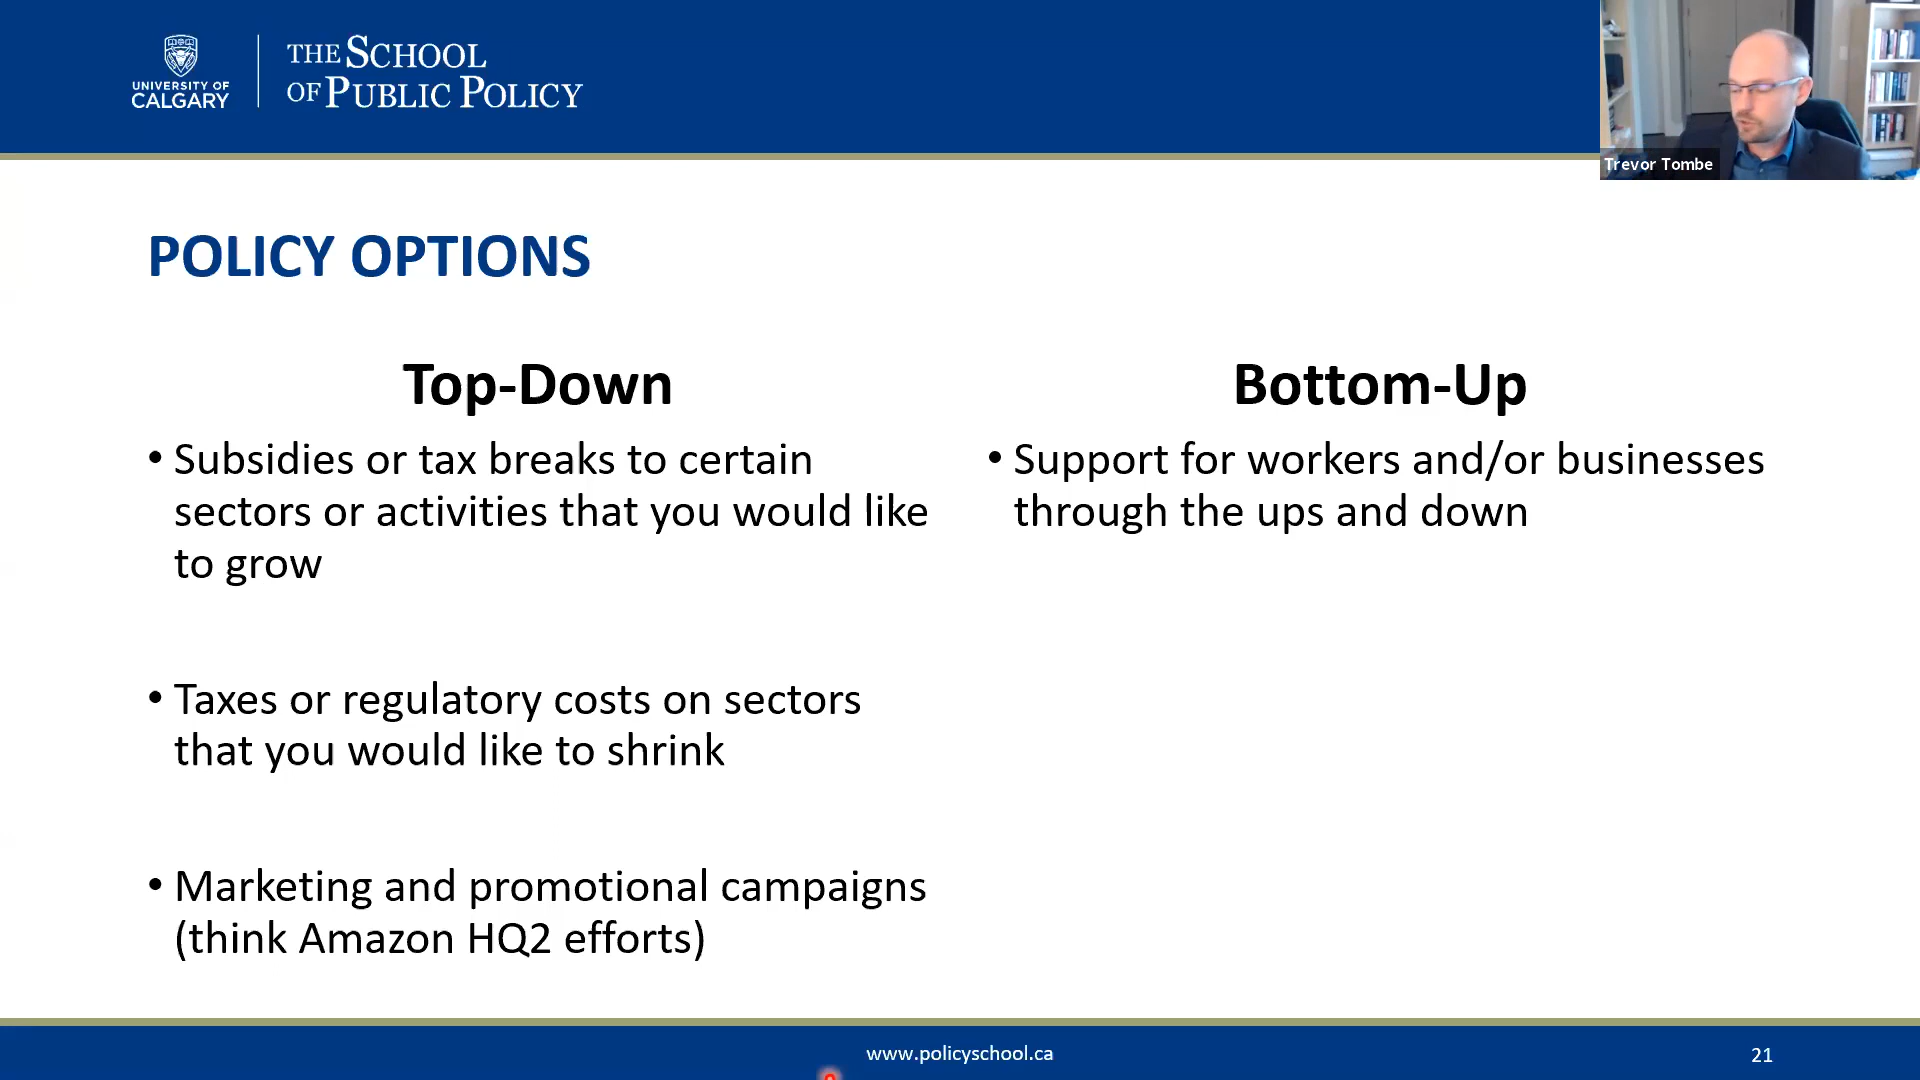 UNIVERSITY OF
CALGARY
THE SCHOOL
OF PUBLIC POLICY
Trevor Tombe
POLICY OPTIONS
Top-Down
• Subsidies or tax breaks to certain
sectors or activities that you would like
to grow
• Taxes or regulatory costs on sectors
that you would like to shrink
• Marketing and promotional campaigns
(think Amazon HQ2 efforts)
Bottom-Up
• Support for workers and/or businesses
through the ups and down
www.policyschool.ca
21